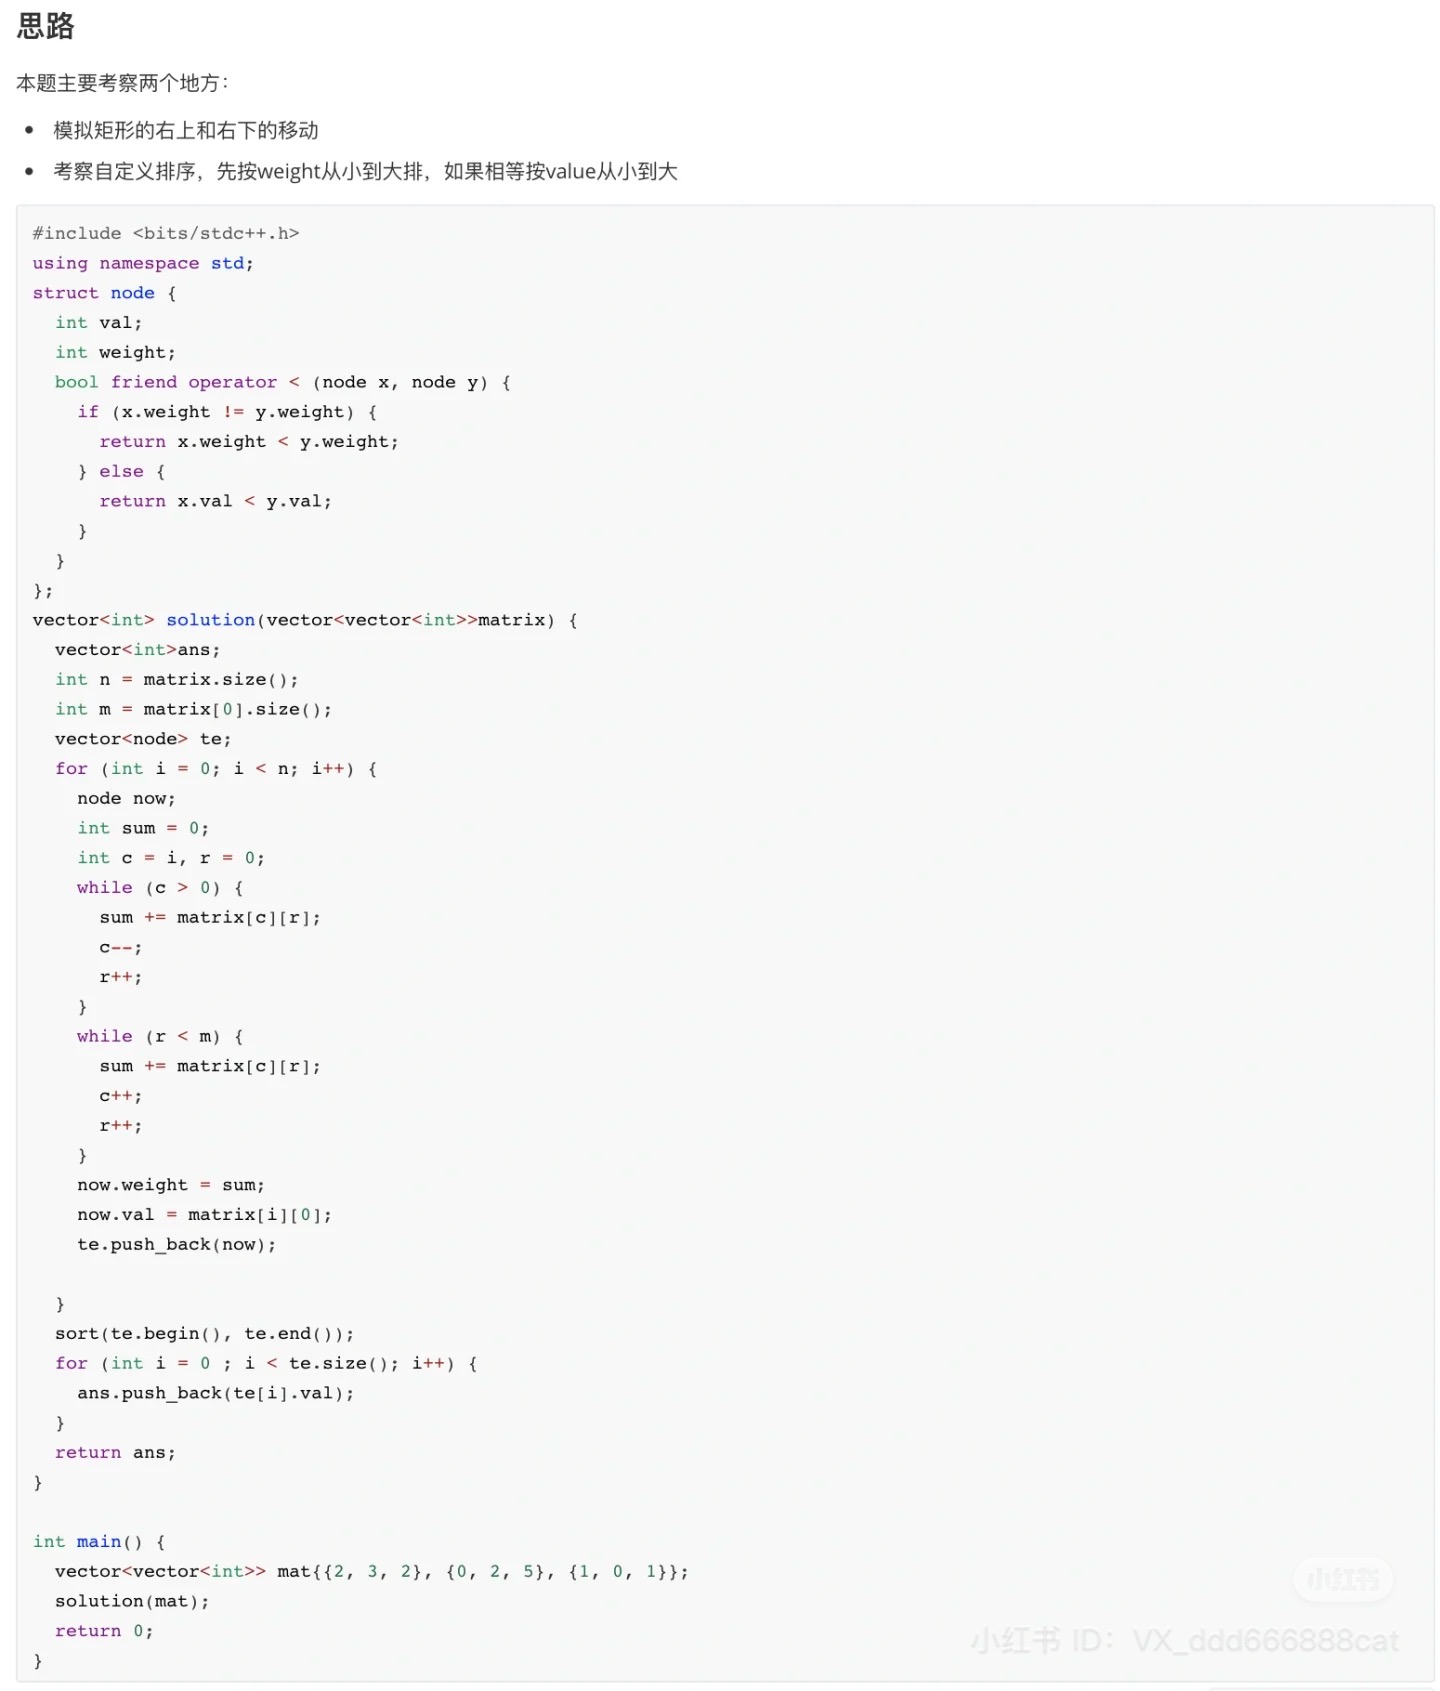 思路
本题主要考察两个地方：
• 模拟矩形的右上和右下的移动
• 考察自定义排序，先按weight从小到大排，如果相等按value从小到大
#include <bits/stdc++.h>
using namespace std;
struct node {
  int val;
  int weight;
  bool friend operator < (node x, node y) {
    if (x.weight != y.weight) {
      return x.weight < y.weight;
    } else {
      return x.val < y.val;
    }
  }
};
vector<int> solution(vector<vector<int>>matrix) {
  vector<int>ans;
  int n = matrix.size();
  int m = matrix[0].size();
  vector<node> te;
  for (int i = 0; i < n; i++) {
    node now;
    int sum = 0;
    int c = i, r = 0;
    while (c > 0) {
      sum += matrix[c][r];
      c--;
      r++;
    }
    while (r < m) {
      sum += matrix[c][r];
      c++;
      r++;
    }
    now.weight = sum;
    now.val = matrix[i][0];
    te.push_back(now);

  }
  sort(te.begin(), te.end());
  for (int i = 0 ; i < te.size(); i++) {
    ans.push_back(te[i].val);
  }
  return ans;
}

int main() {
  vector<vector<int>> mat{{2, 3, 2}, {0, 2, 5}, {1, 0, 1}};
  solution(mat);
  return 0;
}
小红书
小红书 ID：VX_ddd666888cat